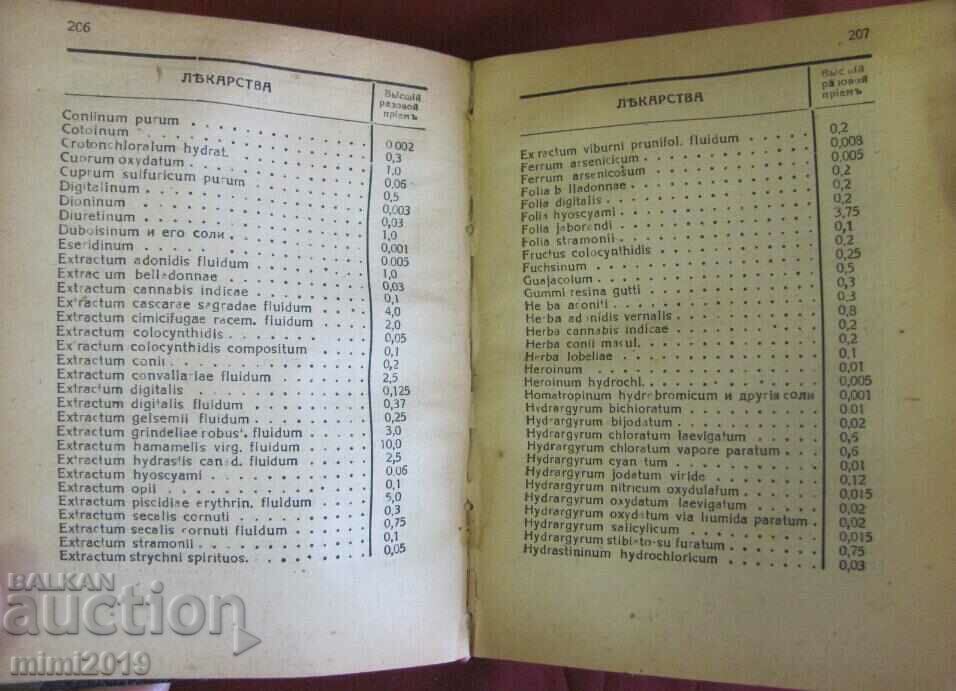 206
ЛѢКАРСТВА
Высшій
разовой
пріемъ
Coniinum purum . . . . . . . . . . 0 002
Cotoinum . . . . . . . . . . 0,3
Crotonchloralum hydrat. . . . . . . . . 1,0
Cuprum oxydatum . . . . . . . . . 0,06
Cuprum sulfuricum purum . . . . . . . . 0,5
Digitalinum . . . . . . . . . . 0,003
Dioninum . . . . . . . . . . 0,03
Diuretinum . . . . . . . . . . 1,0
Duboisinum и его соли . . . . . . . . 0,001
Eseridinum . . . . . . . . . . 0.005
Extractum adonidis fluidum . . . . . . . 1,0
Extrac um belladonnae . . . . . . . . 0,03
Extractum cannabis indicae . . . . . . . 0,1
Extractum cascarae sagradae fluidum . . . . . 4,0
Extractum cimicifugae racem. fluidum . . . . 2,0
Extractum colocynthidis . . . . . . . . 0,05
Extractum colocynthidis compositum . . . . 0,1
Extractum conii . . . . . . . . . . 0,2
Extractum convallariae fluidum . . . . . . 2,5
Extractum digitalis . . . . . . . . . 0,125
Extractum digitalis fluidum . . . . . . . 0,37
Extractum gelsemii fluidum . . . . . . . 0,25
Extractum grindeliae robust. fluidum . . . . . 3,0
Extractum hamamelis virg. fluidum . . . . . 10,0
Extractum hydrastis canad. fluidum . . . . . 2,5
Extractum hyoscyami . . . . . . . . 0.06
Extractum opii . . . . . . . . . . 0,1
Extractum piscidiae erythrin. fluidum . . . . 5,0
Extractum secalis cornuti . . . . . . . 0,3
Extractum secalis cornuti fluidum . . . . . 0,75
Extractum stramonii . . . . . . . . . 0,1
Extractum strychni spirituos. . . . . . . . 0,05
207
ЛѢКАРСТВА
Высшій
разовой
пріемъ
Extractum viburni prunifol. fluidum . . . . 0,2
Ferrum arsenicicum . . . . . . . . 0,008
Ferrum arsenicosum . . . . . . . . 0,005
Folia b lladonnae . . . . . . . . . 0,2
Folia digitalis . . . . . . . . . . 0,2
Folia hyoscyami . . . . . . . . . 0,2
Folia jaborandi . . . . . . . . . 3,75
Folia stramonii . . . . . . . . . 0,1
Fructus colocynthidis . . . . . . . . 0,2
Fuchsinum . . . . . . . . . . 0,25
Guajacolum . . . . . . . . . . 0,5
Gummi resina gutti . . . . . . . . 0,3
He ba aconiti . . . . . . . . . . 0,3
He ba adonidis vernalis . . . . . . . 0,8
Herba cannabis indicae . . . . . . . 0,2
Herba conii macul. . . . . . . . . 0,2
Herba lobeliae . . . . . . . . . 0,1
Heroinum . . . . . . . . . . 0,01
Heroinum hydrochl. . . . . . . . . 0,005
Homatropinum hydrobromicum и другія соли 0,001
Hydrargyrum bichloratum . . . . . . 0 01
Hydrargyrum bijodatum . . . . . . . 0,02
Hydrargyrum chloratum laevigatum . . . . 0,5
Hydrargyrum chloratum vapore paratum . . . 0,6
Hydrargyrum cyan tum . . . . . . . 0,01
Hydrargyrum jodatum viride . . . . . . 0,12
Hydrargyrum nitricum oxydulatum . . . . 0,015
Hydrargyrum oxydatum laevigatum . . . . 0,02
Hydrargyrum oxydatum via humida paratum . 0,02
Hydrargyrum salicylicum . . . . . . 0,015
Hydrargyrum stibiato-su furatum . . . . . 0,75
Hydrastininum hydrochloricum . . . . . 0,03
BALKAN
auction
mimi2019